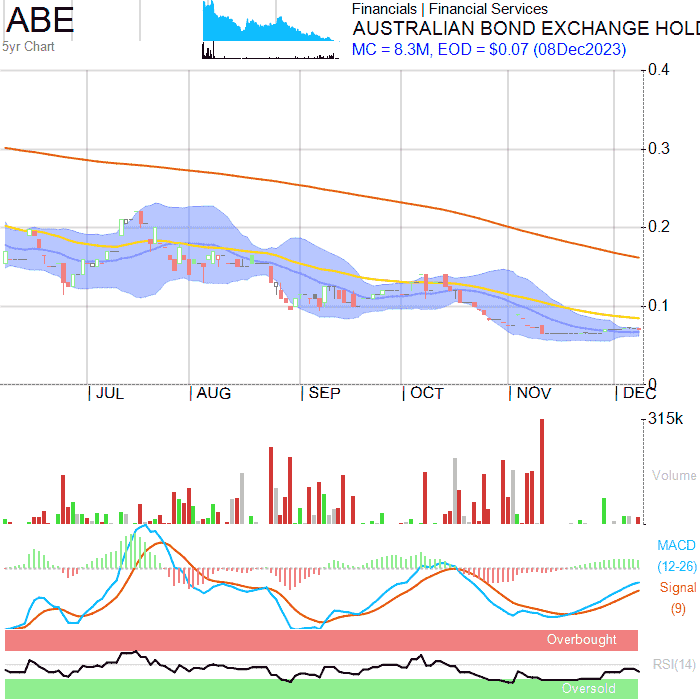 ABE
5yr Chart
Financials | Financial Services
AUSTRALIAN BOND EXCHANGE HOLD
MC = 8.3M, EOD = $0.07 (08Dec2023)
0.4
0.3
0.2
0.1
0
JUL AUG SEP OCT NOV DEC
315k
Volume
MACD
(12-26)
Signal
(9)
Overbought
RSI(14)
Oversold